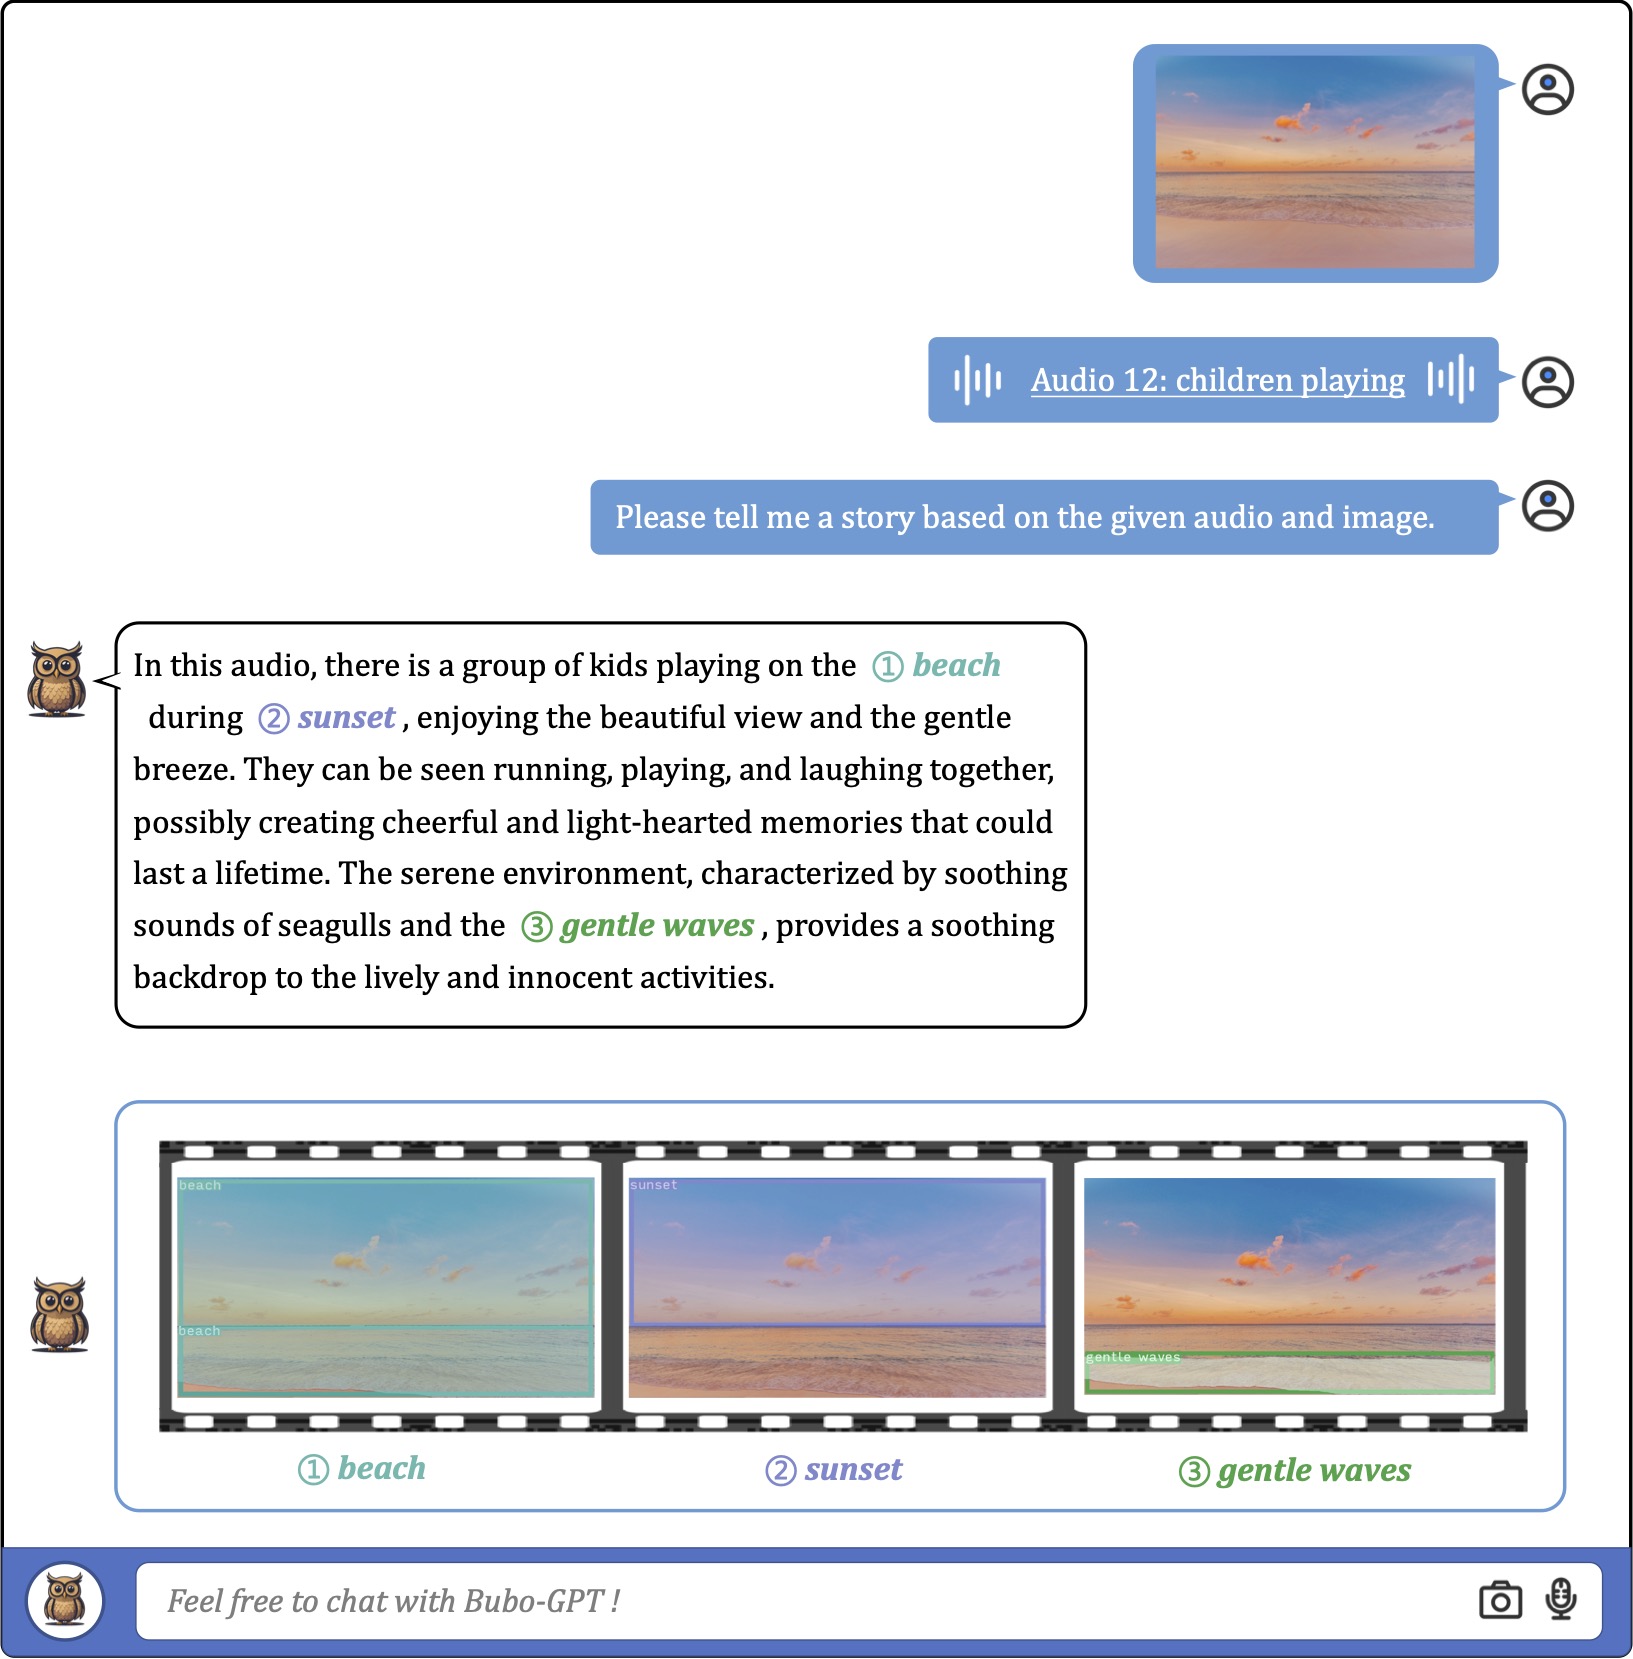 Audio 12: children playing
Please tell me a story based on the given audio and image.
In this audio, there is a group of kids playing on the ① beach
during ② sunset , enjoying the beautiful view and the gentle
breeze. They can be seen running, playing, and laughing together,
possibly creating cheerful and light-hearted memories that could
last a lifetime. The serene environment, characterized by soothing
sounds of seagulls and the ③ gentle waves , provides a soothing
backdrop to the lively and innocent activities.
beach
sunset
beach
gentle waves
① beach
② sunset
③ gentle waves
Feel free to chat with Bubo-GPT !